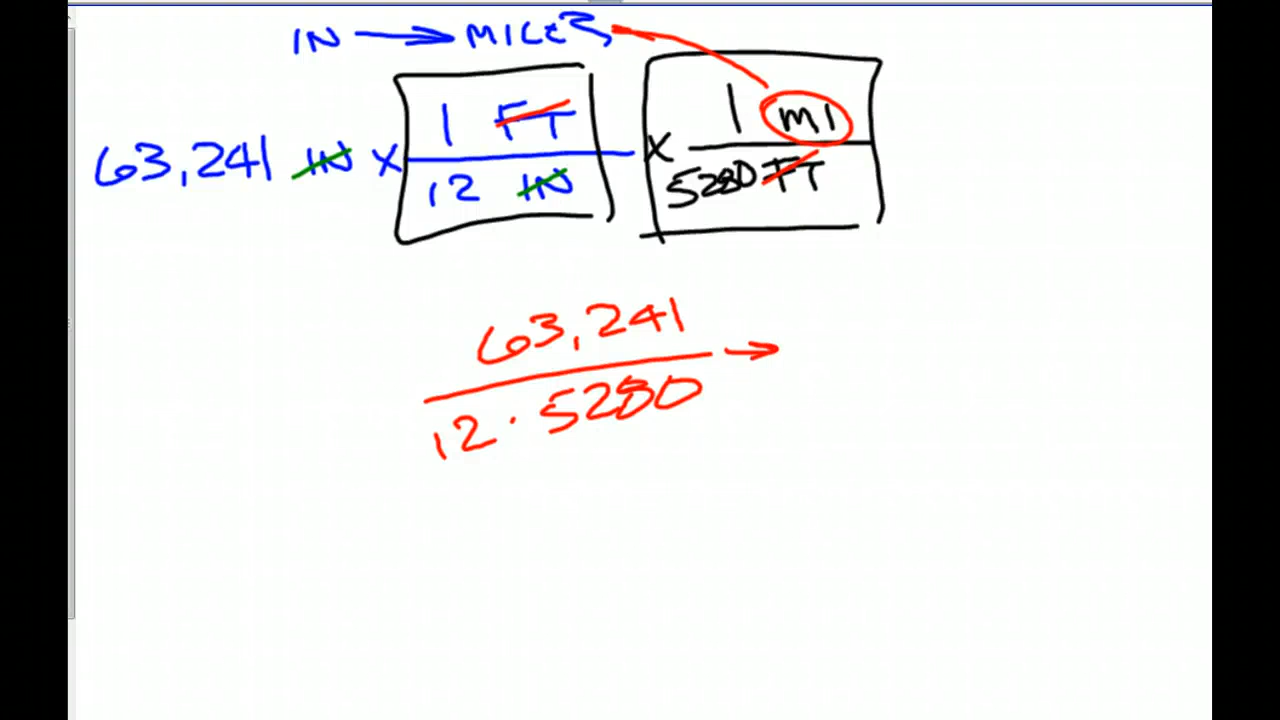 IN → MILES
63,241 IN x 1 FT / 12 IN x 1 MI / 5280 FT
63,241 →
12 · 5280